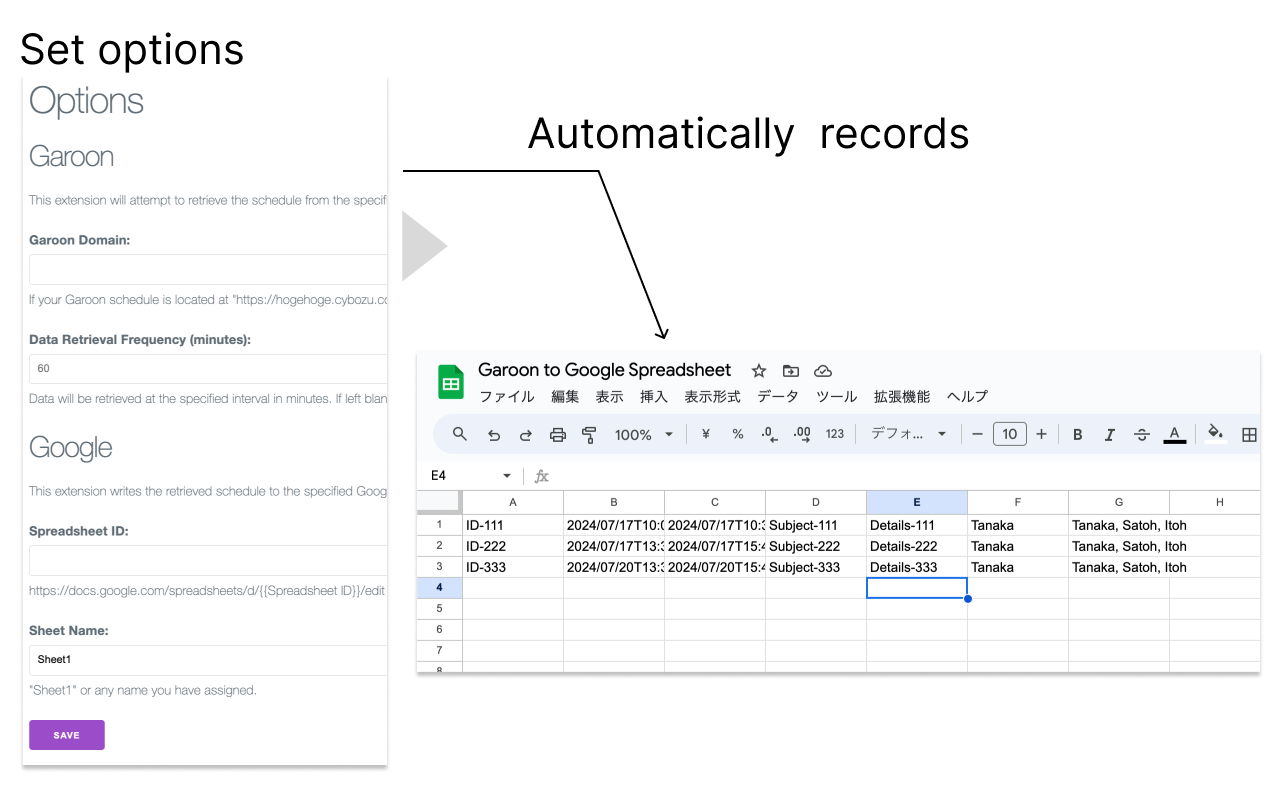 Set options
Options
Garoon
This extension will attempt to retrieve the schedule from the specif
Garoon Domain:
If your Garoon schedule is located at "https://hogehoge.cybozu.cc
Data Retrieval Frequency (minutes):
60
Data will be retrieved at the specified interval in minutes. If left blan
Google
This extension writes the retrieved schedule to the specified Goog
Spreadsheet ID:
https://docs.google.com/spreadsheets/d/{{Spreadsheet ID}}/edit
Sheet Name:
Sheet1
"Sheet1" or any name you have assigned.
SAVE
Automatically records
Garoon to Google Spreadsheet
ファイル 編集 表示 挿入 表示形式 データ ツール 拡張機能 ヘルプ
100% ¥ % .0 .00 123 デフォ... 10 B I S A
E4 fx
A B C D E F G H
1 ID-111 2024/07/17T10:0 2024/07/17T10:3 Subject-111 Details-111 Tanaka Tanaka, Satoh, Itoh
2 ID-222 2024/07/17T13:3 2024/07/17T15:4 Subject-222 Details-222 Tanaka Tanaka, Satoh, Itoh
3 ID-333 2024/07/20T13:3 2024/07/20T15:4 Subject-333 Details-333 Tanaka Tanaka, Satoh, Itoh
4
5
6
7
8